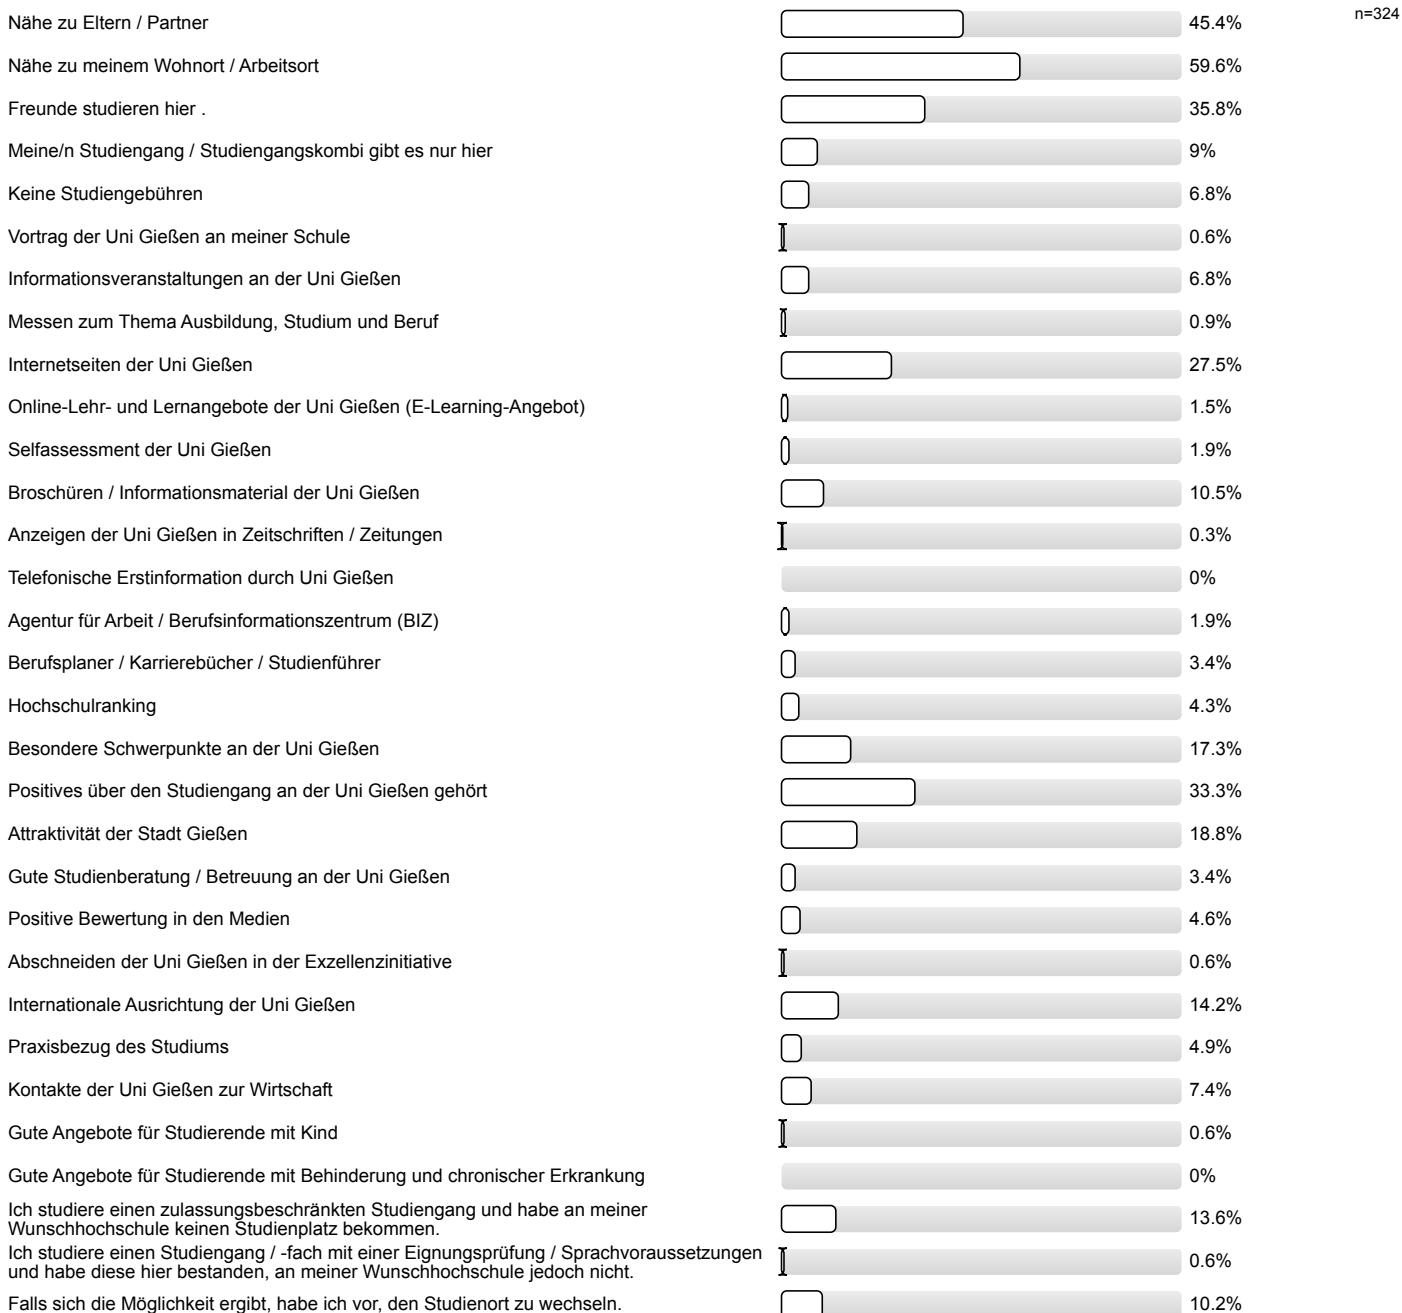 Nähe zu Eltern / Partner 45.4% n=324
Nähe zu meinem Wohnort / Arbeitsort 59.6%
Freunde studieren hier . 35.8%
Meine/n Studiengang / Studiengangskombi gibt es nur hier 9%
Keine Studiengebühren 6.8%
Vortrag der Uni Gießen an meiner Schule 0.6%
Informationsveranstaltungen an der Uni Gießen 6.8%
Messen zum Thema Ausbildung, Studium und Beruf 0.9%
Internetseiten der Uni Gießen 27.5%
Online-Lehr- und Lernangebote der Uni Gießen (E-Learning-Angebot) 1.5%
Selfassessment der Uni Gießen 1.9%
Broschüren / Informationsmaterial der Uni Gießen 10.5%
Anzeigen der Uni Gießen in Zeitschriften / Zeitungen 0.3%
Telefonische Erstinformation durch Uni Gießen 0%
Agentur für Arbeit / Berufsinformationszentrum (BIZ) 1.9%
Berufsplaner / Karrierebücher / Studienführer 3.4%
Hochschulranking 4.3%
Besondere Schwerpunkte an der Uni Gießen 17.3%
Positives über den Studiengang an der Uni Gießen gehört 33.3%
Attraktivität der Stadt Gießen 18.8%
Gute Studienberatung / Betreuung an der Uni Gießen 3.4%
Positive Bewertung in den Medien 4.6%
Abschneiden der Uni Gießen in der Exzellenzinitiative 0.6%
Internationale Ausrichtung der Uni Gießen 14.2%
Praxisbezug des Studiums 4.9%
Kontakte der Uni Gießen zur Wirtschaft 7.4%
Gute Angebote für Studierende mit Kind 0.6%
Gute Angebote für Studierende mit Behinderung und chronischer Erkrankung 0%
Ich studiere einen zulassungsbeschränkten Studiengang und habe an meiner
Wunschhochschule keinen Studienplatz bekommen. 13.6%
Ich studiere einen Studiengang / -fach mit einer Eignungsprüfung / Sprachvoraussetzungen
und habe diese hier bestanden, an meiner Wunschhochschule jedoch nicht. 0.6%
Falls sich die Möglichkeit ergibt, habe ich vor, den Studienort zu wechseln. 10.2%